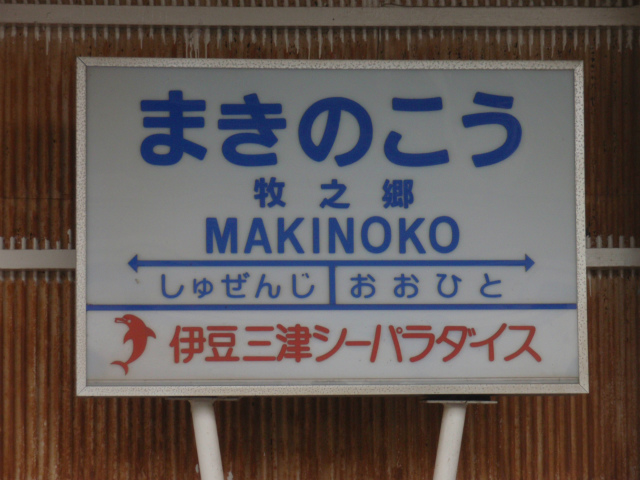 まきのこう
牧之郷
MAKINOKO
しゅぜんじ おおひと
伊豆三津シーパラダイス